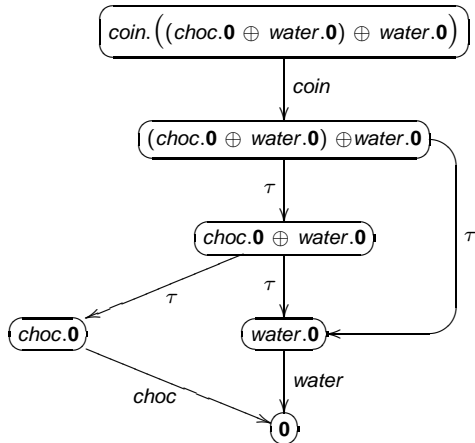 coin.((choc.0 ⊕ water.0) ⊕ water.0)
coin
(choc.0 ⊕ water.0) ⊕water.0
τ
τ
choc.0 ⊕ water.0
τ
τ
choc.0
water.0
choc
water
0